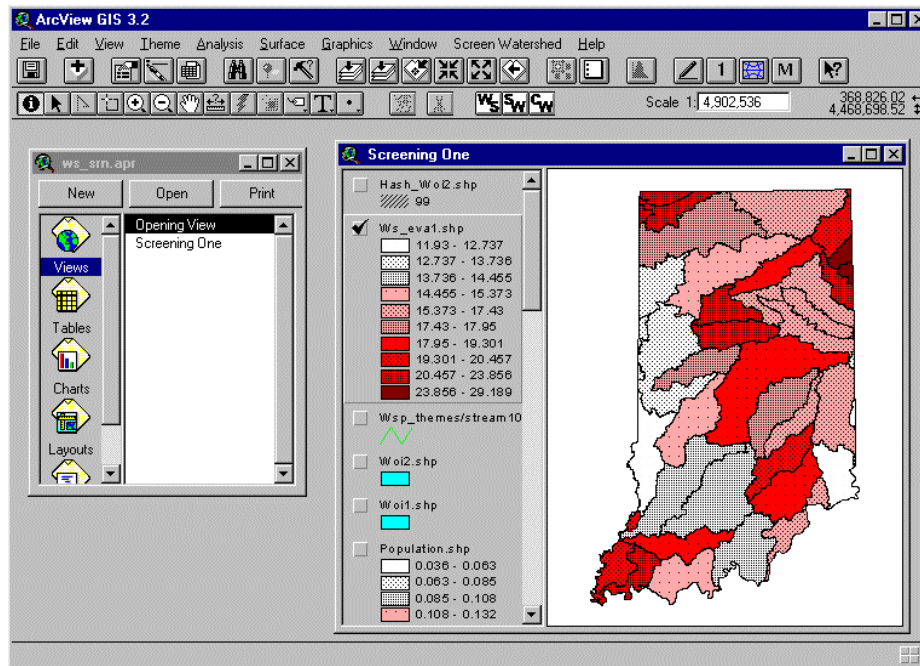 ArcView GIS 3.2
File Edit View Theme Analysis Surface Graphics Window Screen Watershed Help
1 M
T WS SW CW Scale 1: 4,902,536 368,826.02
4,468,698.52
ws_srn.apr
New Open Print
Views
Tables
Charts
Layouts
Opening View
Screening One
Screening One
Hash_Woi2.shp
99
Ws_eva1.shp
11.93 - 12.737
12.737 - 13.736
13.736 - 14.455
14.455 - 15.373
15.373 - 17.43
17.43 - 17.95
17.95 - 19.301
19.301 - 20.457
20.457 - 23.856
23.856 - 29.189
Wsp_themes/stream10
Woi2.shp
Woi1.shp
Population.shp
0.036 - 0.063
0.063 - 0.085
0.085 - 0.108
0.108 - 0.132